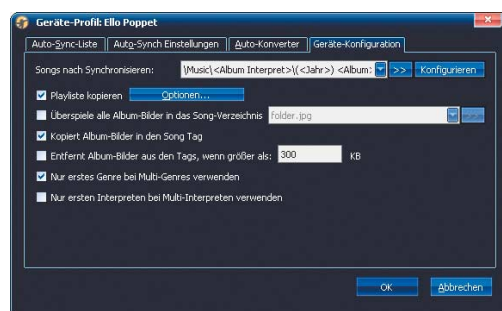 Geräte-Profil: Ello Poppet
Auto-Sync-Liste Auto-Synch Einstellungen Auto-Konverter Geräte-Konfiguration
Songs nach Synchronisieren: \Music\<Album Interpret>\(<Jahr>) <Album: >> Konfigurieren
Playliste kopieren Optionen...
Überspiele alle Album-Bilder in das Song-Verzeichnis folder.jpg
Kopiert Album-Bilder in den Song Tag
Entfernt Album-Bilder aus den Tags, wenn größer als: 300 KB
Nur erstes Genre bei Multi-Genres verwenden
Nur ersten Interpreten bei Multi-Interpreten verwenden
OK Abbrechen